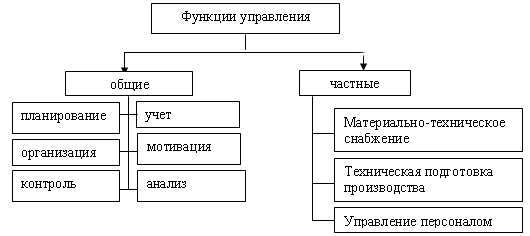 Функции управления
общие
частные
планирование
учет
организация
мотивация
контроль
анализ
Материально-техническое
снабжение
Техническая подготовка
производства
Управление персоналом